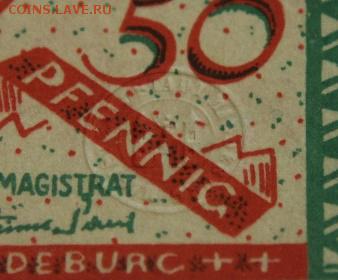 COINS.LAVE.RU
50
PFENNIG
MAGISTRAT
DEBURG ++